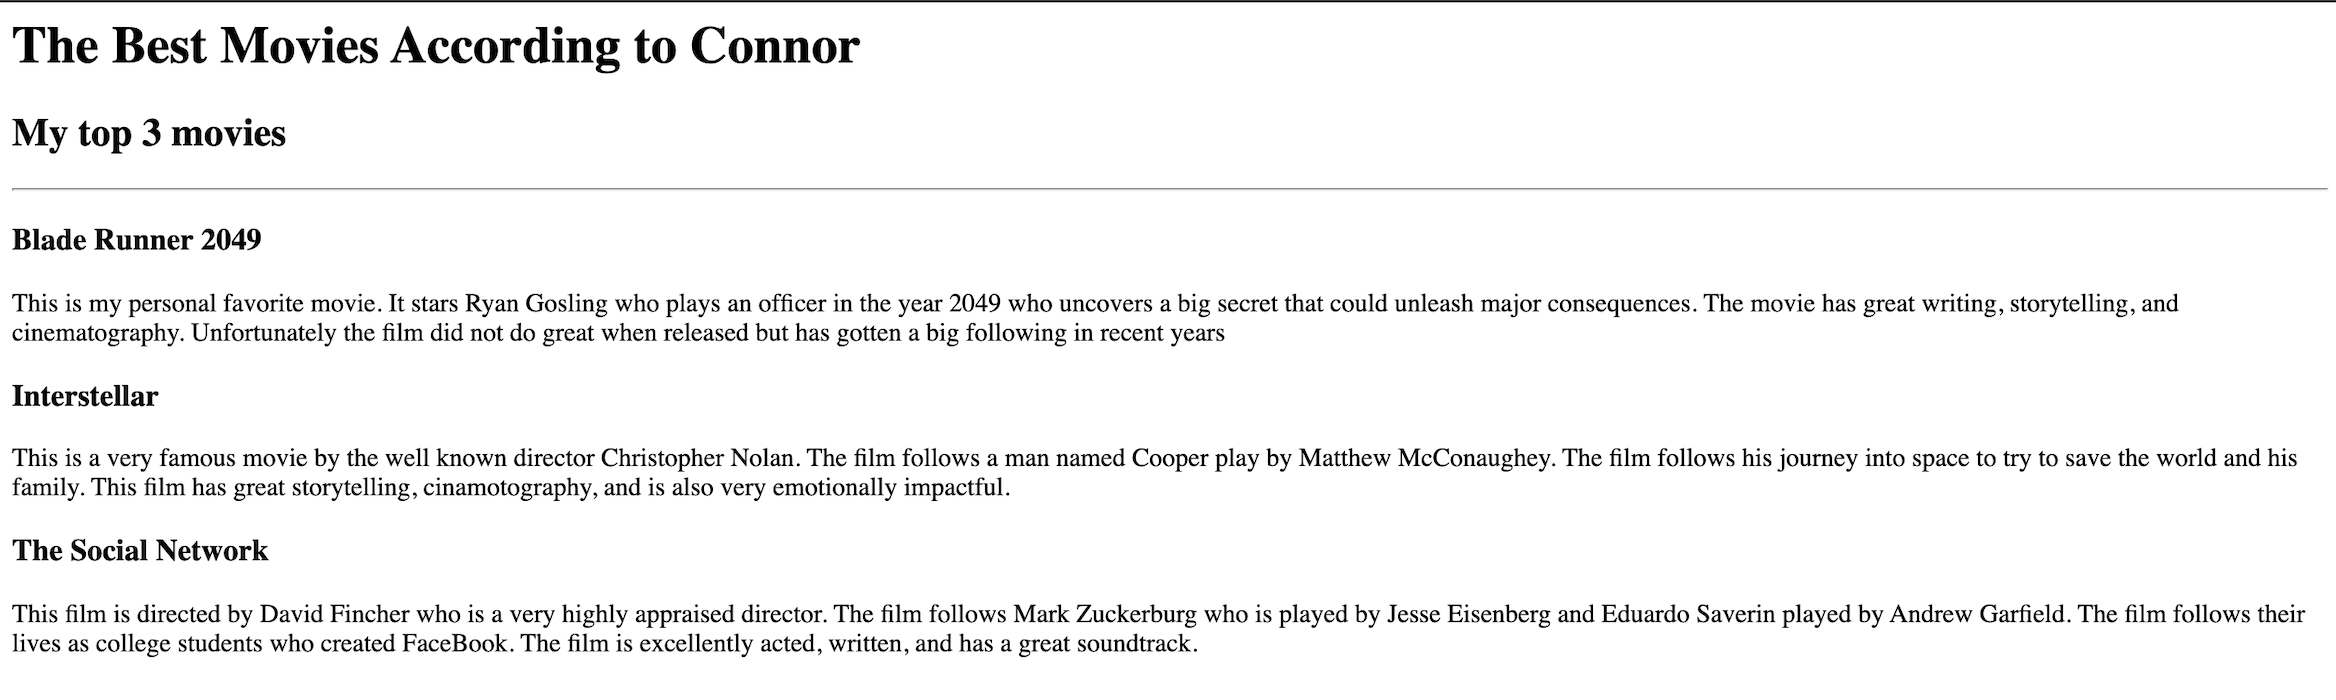 The Best Movies According to Connor
My top 3 movies
Blade Runner 2049
This is my personal favorite movie. It stars Ryan Gosling who plays an officer in the year 2049 who uncovers a big secret that could unleash major consequences. The movie has great writing, storytelling, and
cinematography. Unfortunately the film did not do great when released but has gotten a big following in recent years
Interstellar
This is a very famous movie by the well known director Christopher Nolan. The film follows a man named Cooper play by Matthew McConaughey. The film follows his journey into space to try to save the world and his
family. This film has great storytelling, cinamotography, and is also very emotionally impactful.
The Social Network
This film is directed by David Fincher who is a very highly appraised director. The film follows Mark Zuckerburg who is played by Jesse Eisenberg and Eduardo Saverin played by Andrew Garfield. The film follows their
lives as college students who created FaceBook. The film is excellently acted, written, and has a great soundtrack.